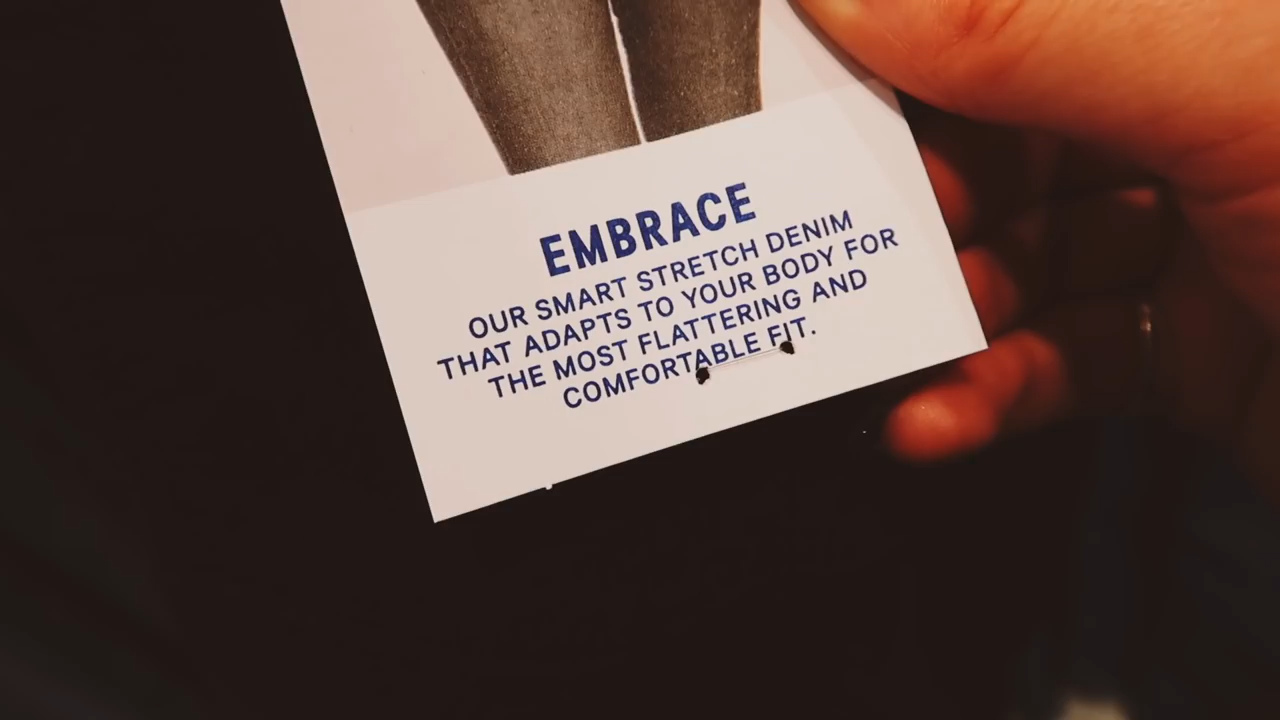 EMBRACE
OUR SMART STRETCH DENIM
THAT ADAPTS TO YOUR BODY FOR
THE MOST FLATTERING AND
COMFORTABLE FIT.